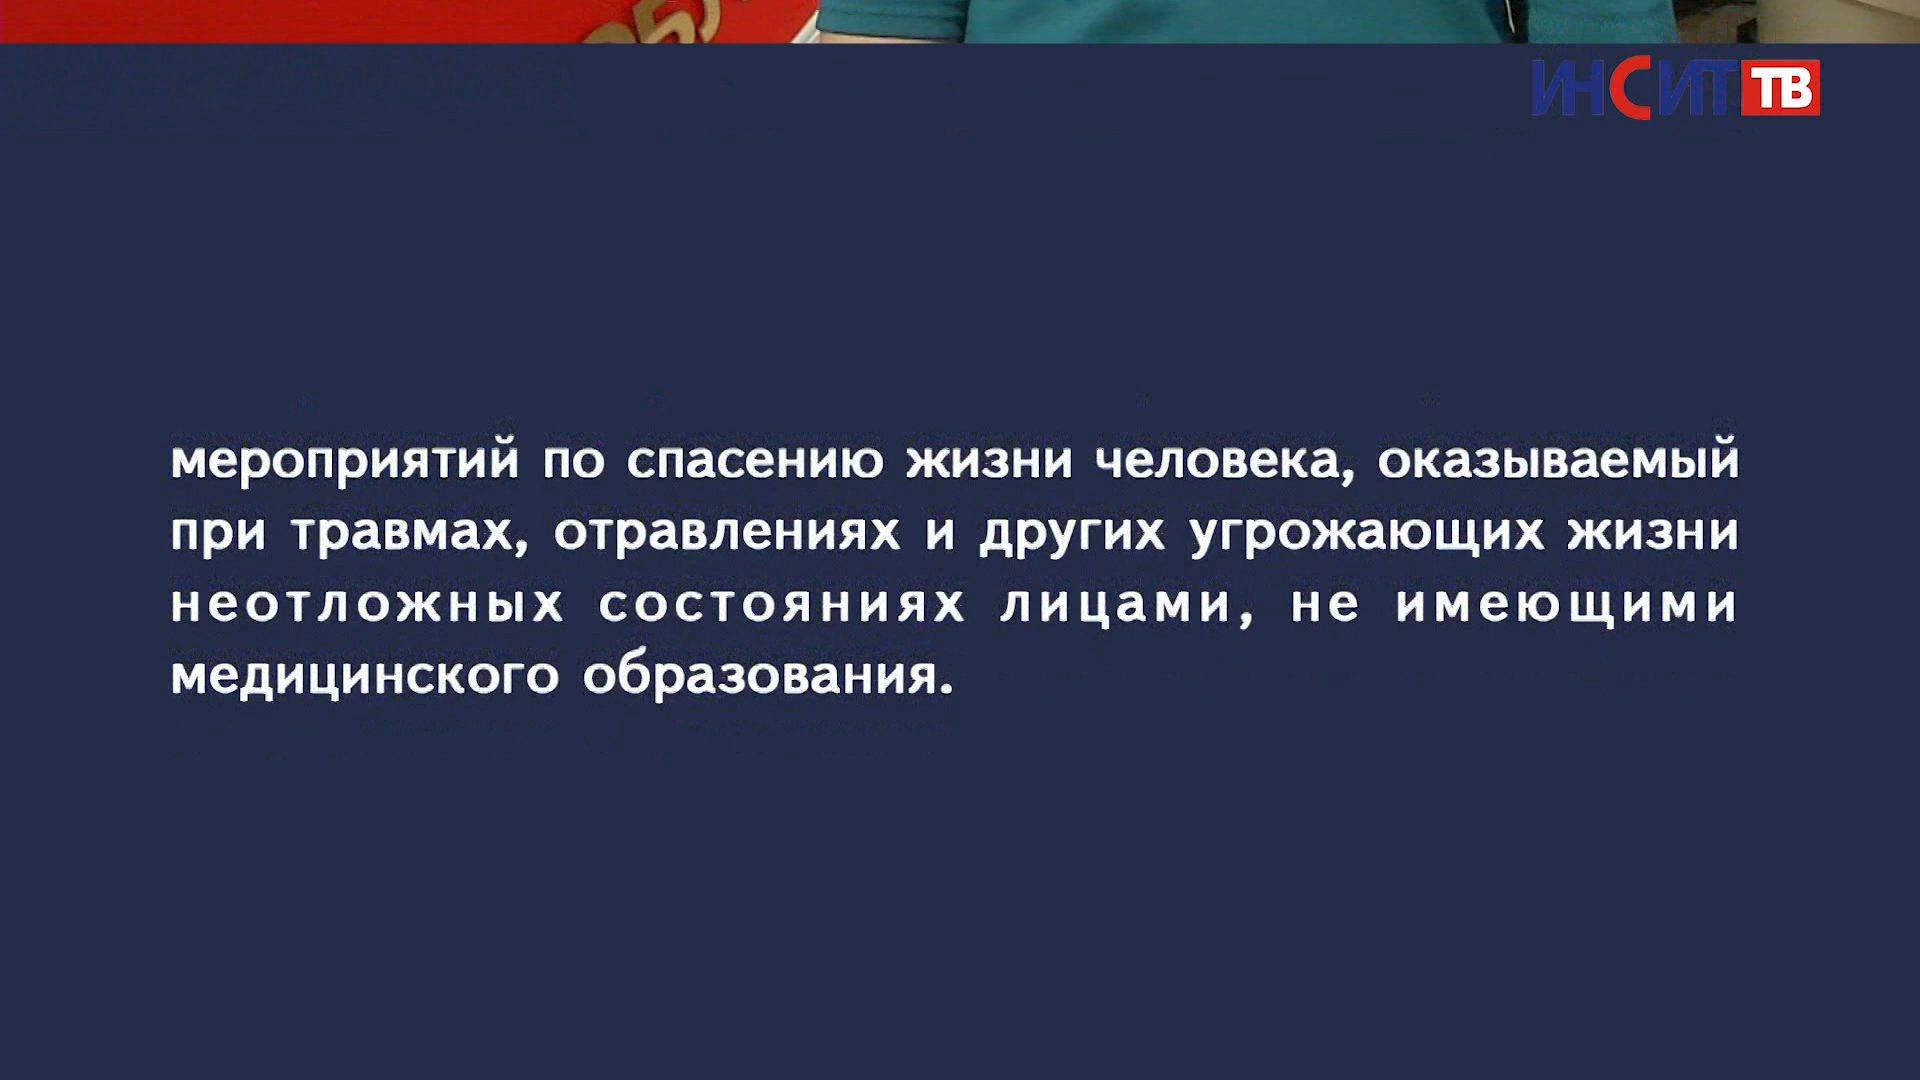 ИНСИТ ТВ
мероприятий по спасению жизни человека, оказываемый
при травмах, отравлениях и других угрожающих жизни
неотложных состояниях лицами, не имеющими
медицинского образования.